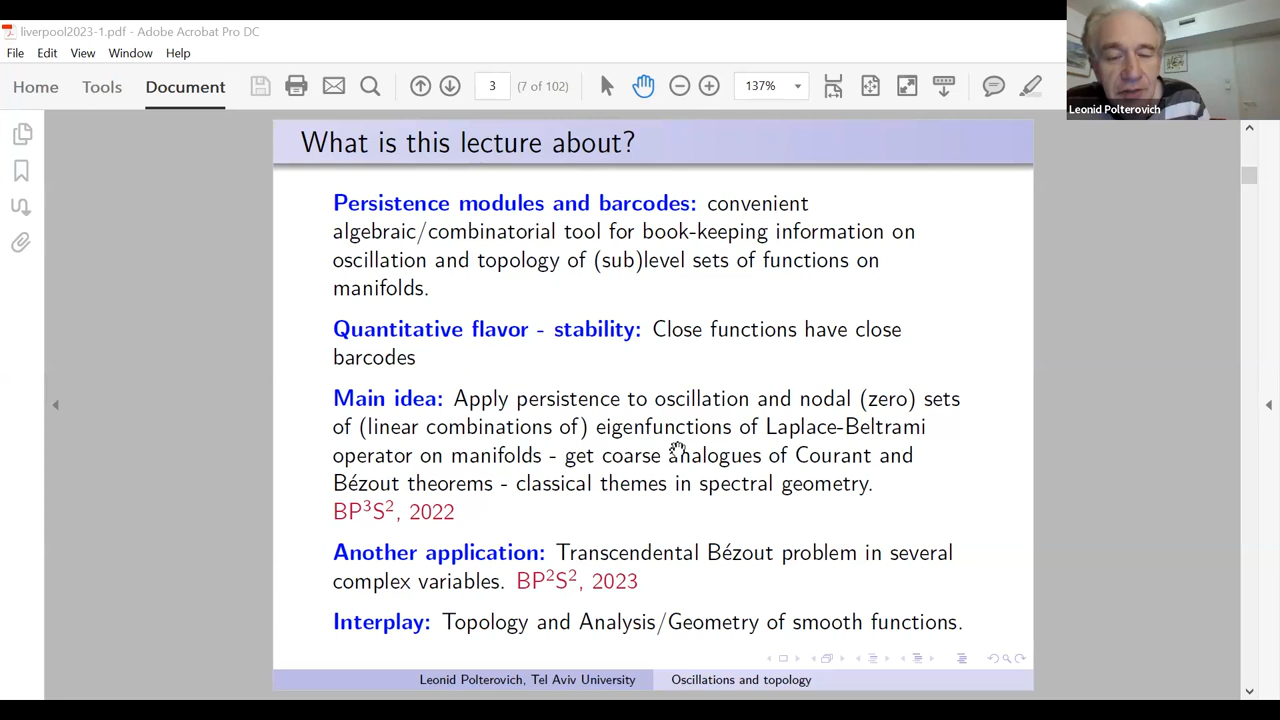 liverpool2023-1.pdf - Adobe Acrobat Pro DC
File Edit View Window Help
Home Tools Document 3 (7 of 102) 137%
Leonid Polterovich
What is this lecture about?
Persistence modules and barcodes: convenient
algebraic/combinatorial tool for book-keeping information on
oscillation and topology of (sub)level sets of functions on
manifolds.
Quantitative flavor - stability: Close functions have close
barcodes
Main idea: Apply persistence to oscillation and nodal (zero) sets
of (linear combinations of) eigenfunctions of Laplace-Beltrami
operator on manifolds - get coarse analogues of Courant and
Bézout theorems - classical themes in spectral geometry.
BP³S², 2022
Another application: Transcendental Bézout problem in several
complex variables. BP²S², 2023
Interplay: Topology and Analysis/Geometry of smooth functions.
Leonid Polterovich, Tel Aviv University Oscillations and topology